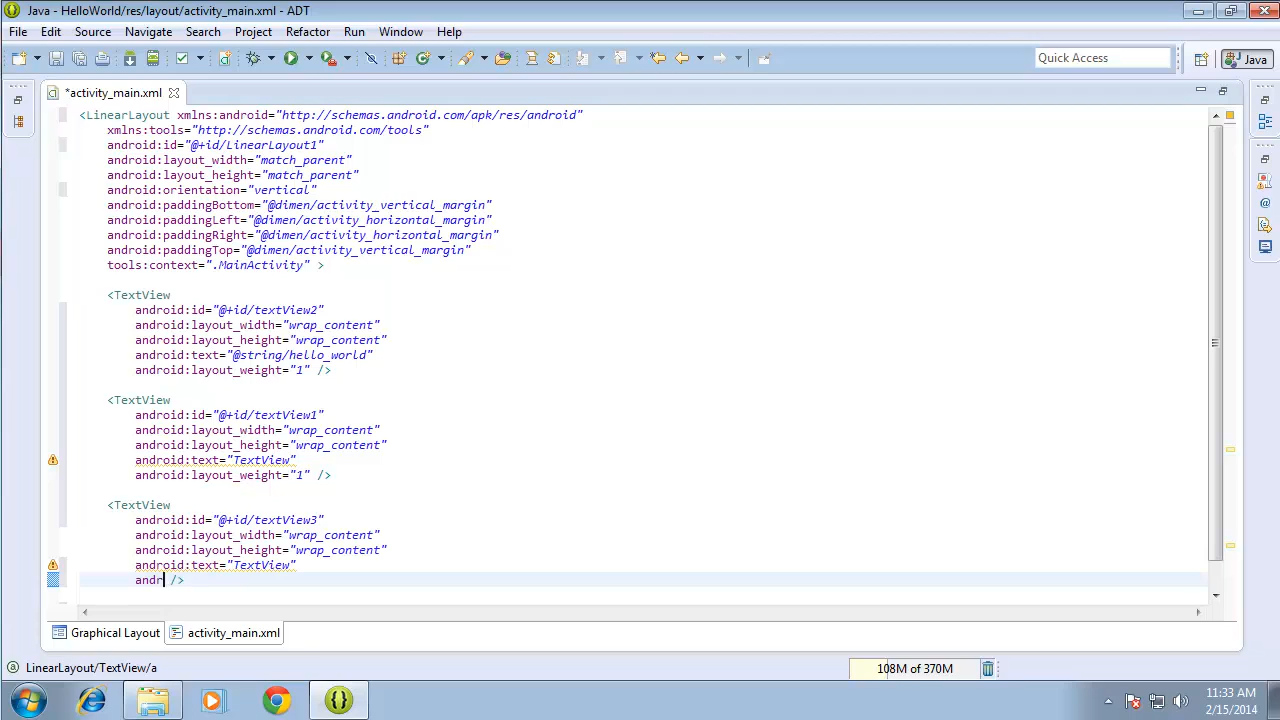 Java - HelloWorld/res/layout/activity_main.xml - ADT
File Edit Source Navigate Search Project Refactor Run Window Help
Quick Access
Java
*activity_main.xml
<LinearLayout xmlns:android="http://schemas.android.com/apk/res/android"
xmlns:tools="http://schemas.android.com/tools"
android:id="@+id/LinearLayout1"
android:layout_width="match_parent"
android:layout_height="match_parent"
android:orientation="vertical"
android:paddingBottom="@dimen/activity_vertical_margin"
android:paddingLeft="@dimen/activity_horizontal_margin"
android:paddingRight="@dimen/activity_horizontal_margin"
android:paddingTop="@dimen/activity_vertical_margin"
tools:context=".MainActivity" >
<TextView
android:id="@+id/textView2"
android:layout_width="wrap_content"
android:layout_height="wrap_content"
android:text="@string/hello_world"
android:layout_weight="1" />
<TextView
android:id="@+id/textView1"
android:layout_width="wrap_content"
android:layout_height="wrap_content"
android:text="TextView"
android:layout_weight="1" />
<TextView
android:id="@+id/textView3"
android:layout_width="wrap_content"
android:layout_height="wrap_content"
android:text="TextView"
andr />
Graphical Layout activity_main.xml
LinearLayout/TextView/a
108M of 370M
11:33 AM
2/15/2014